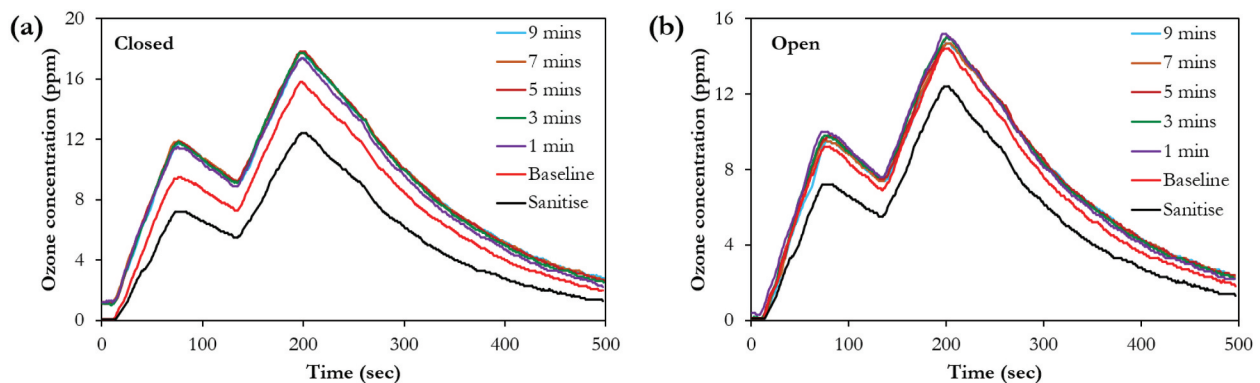 (a)
Closed
Ozone concentration (ppm)
20
16
12
8
4
0
0 100 200 300 400 500
Time (sec)
9 mins
7 mins
5 mins
3 mins
1 min
Baseline
Sanitise
(b)
Open
Ozone concentration (ppm)
16
12
8
4
0
0 100 200 300 400 500
Time (sec)
9 mins
7 mins
5 mins
3 mins
1 min
Baseline
Sanitise